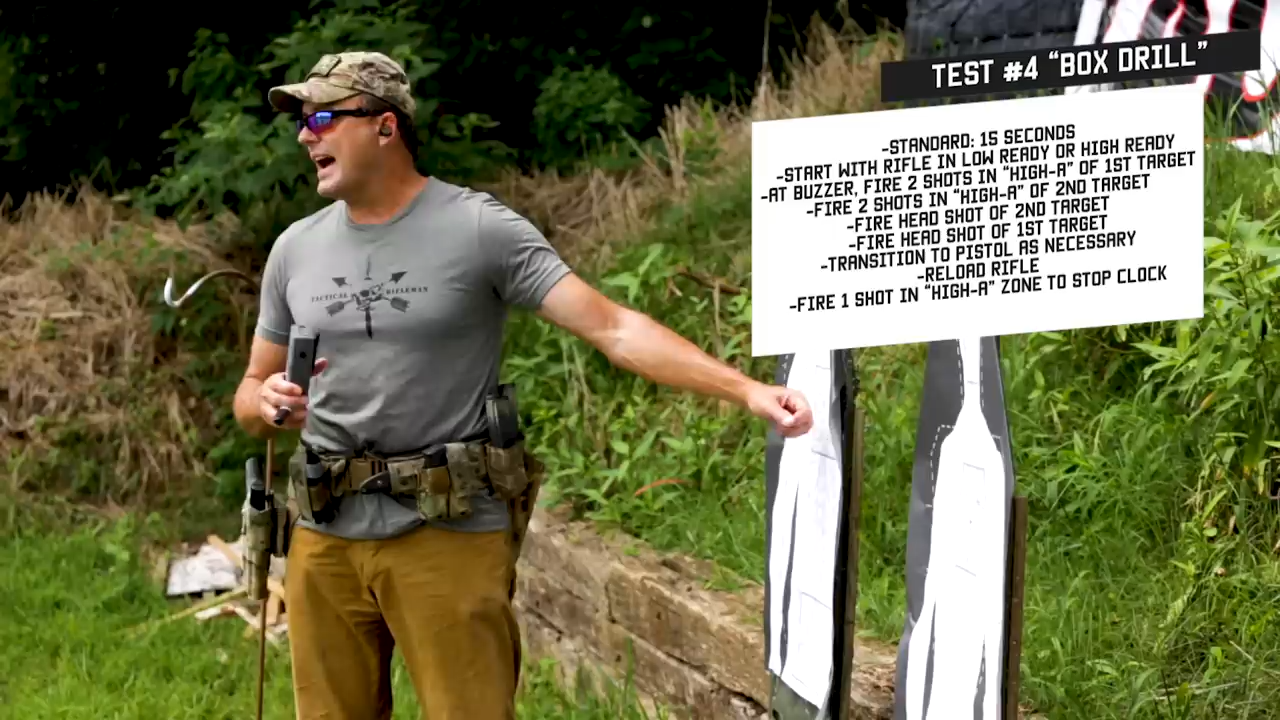 TEST #4 “BOX DRILL”
-STANDARD: 15 SECONDS
-START WITH RIFLE IN LOW READY OR HIGH READY
-AT BUZZER, FIRE 2 SHOTS IN “HIGH-A” OF 1ST TARGET
-FIRE 2 SHOTS IN “HIGH-A” OF 2ND TARGET
-FIRE HEAD SHOT OF 2ND TARGET
-FIRE HEAD SHOT OF 1ST TARGET
-TRANSITION TO PISTOL AS NECESSARY
-RELOAD RIFLE
-FIRE 1 SHOT IN “HIGH-A” ZONE TO STOP CLOCK
TACTICAL RIFLEMAN